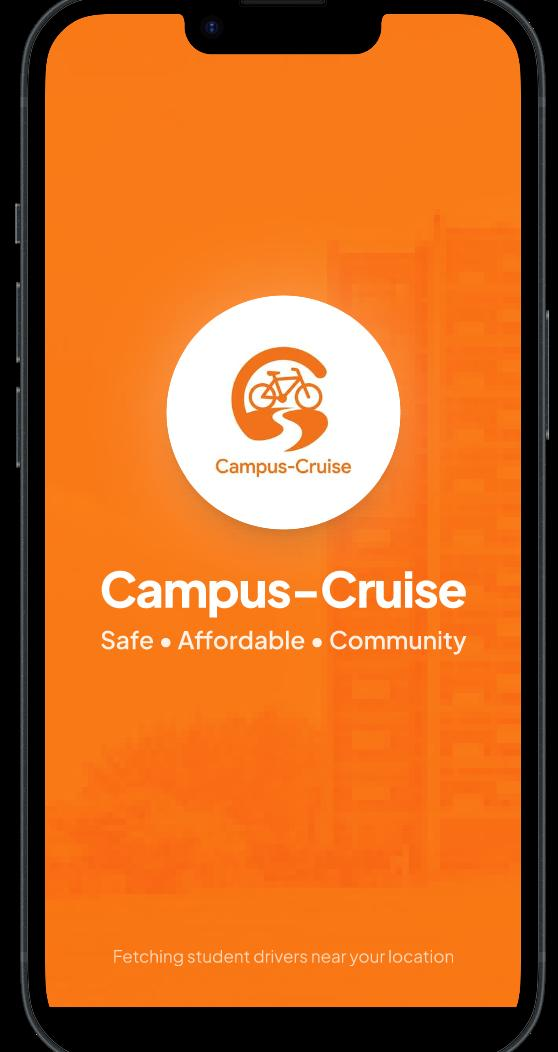 Campus-Cruise
Campus-Cruise
Safe • Affordable • Community
Fetching student drivers near your location